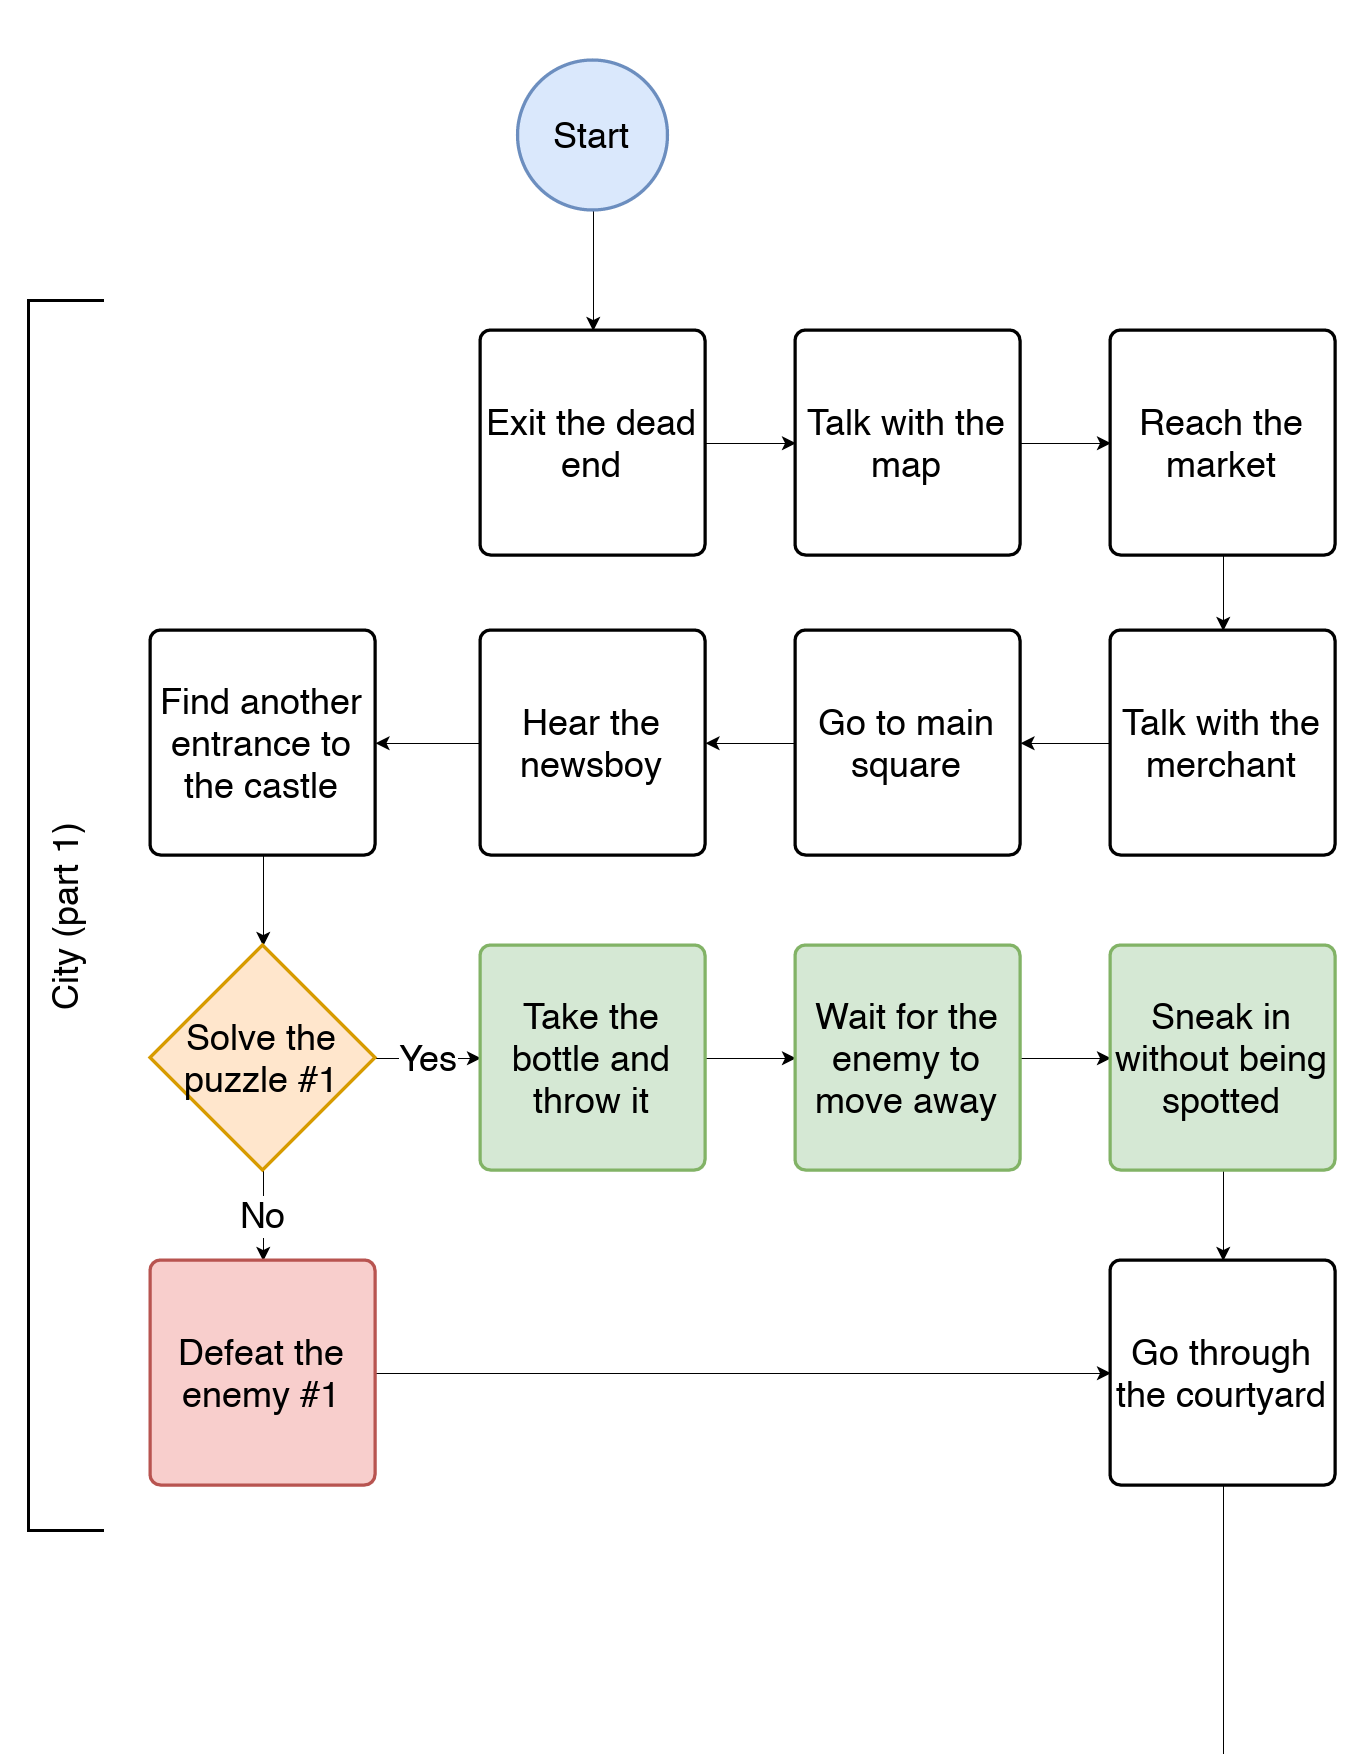 Start
Exit the dead
end
Talk with the
map
Reach the
market
Find another
entrance to
the castle
Hear the
newsboy
Go to main
square
Talk with the
merchant
City (part 1)
Solve the
puzzle #1
Yes
Take the
bottle and
throw it
Wait for the
enemy to
move away
Sneak in
without being
spotted
No
Defeat the
enemy #1
Go through
the courtyard